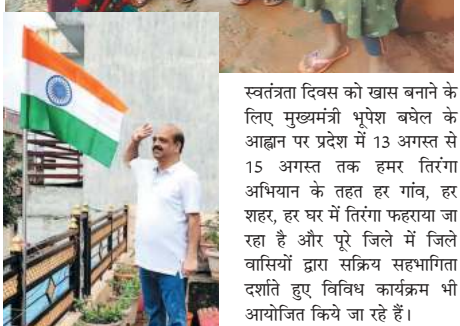 स्वतंत्रता दिवस को खास बनाने के
लिए मुख्यमंत्री भूपेश बघेल के
आह्वान पर प्रदेश में 13 अगस्त से
15 अगस्त तक हमर तिरंगा
अभियान के तहत हर गांव, हर
शहर, हर घर में तिरंगा फहराया जा
रहा है और पूरे जिले में जिले
वासियों द्वारा सक्रिय सहभागिता
दर्शाते हुए विविध कार्यक्रम भी
आयोजित किये जा रहे हैं।